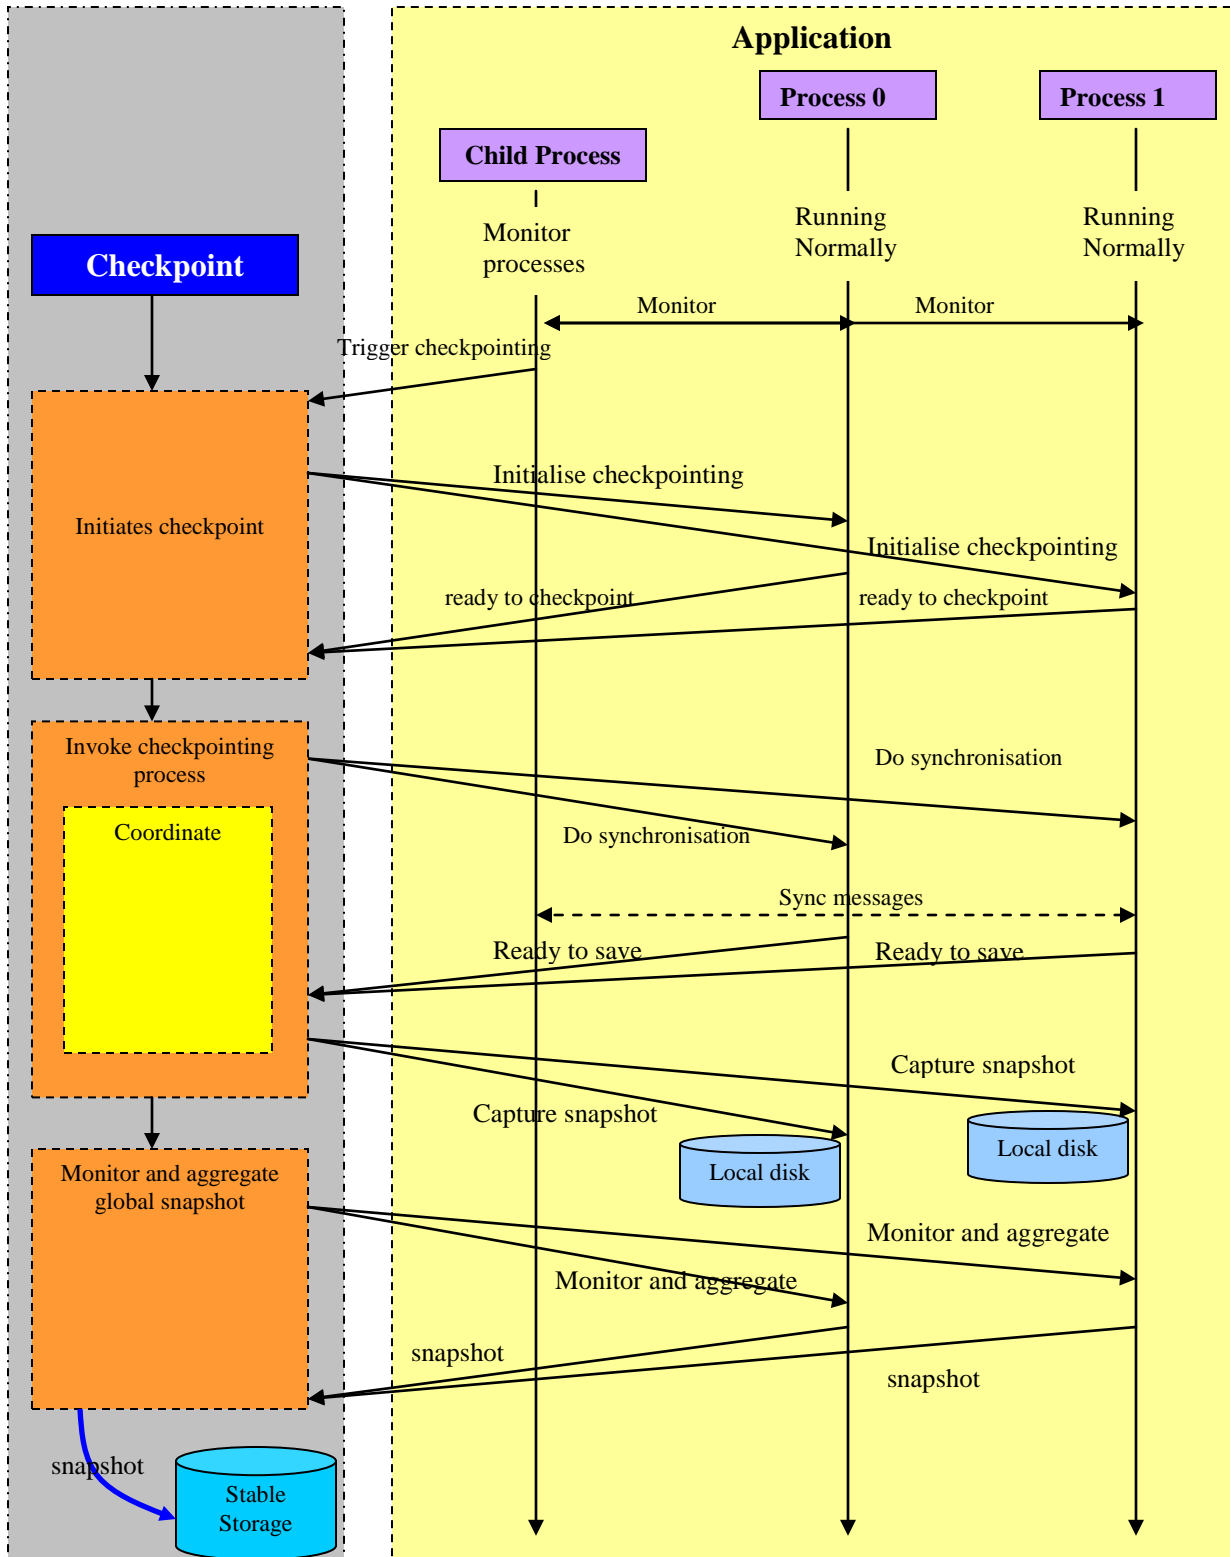 Application
Process 0
Process 1
Child Process
Running
Normally
Running
Normally
Monitor
processes
Checkpoint
Monitor
Monitor
Trigger checkpointing
Initialise checkpointing
Initiates checkpoint
Initialise checkpointing
ready to checkpoint
ready to checkpoint
Invoke checkpointing
process
Do synchronisation
Coordinate
Do synchronisation
Sync messages
Ready to save
Ready to save
Capture snapshot
Capture snapshot
Local disk
Local disk
Monitor and aggregate
global snapshot
Monitor and aggregate
Monitor and aggregate
snapshot
snapshot
snapshot
Stable
Storage